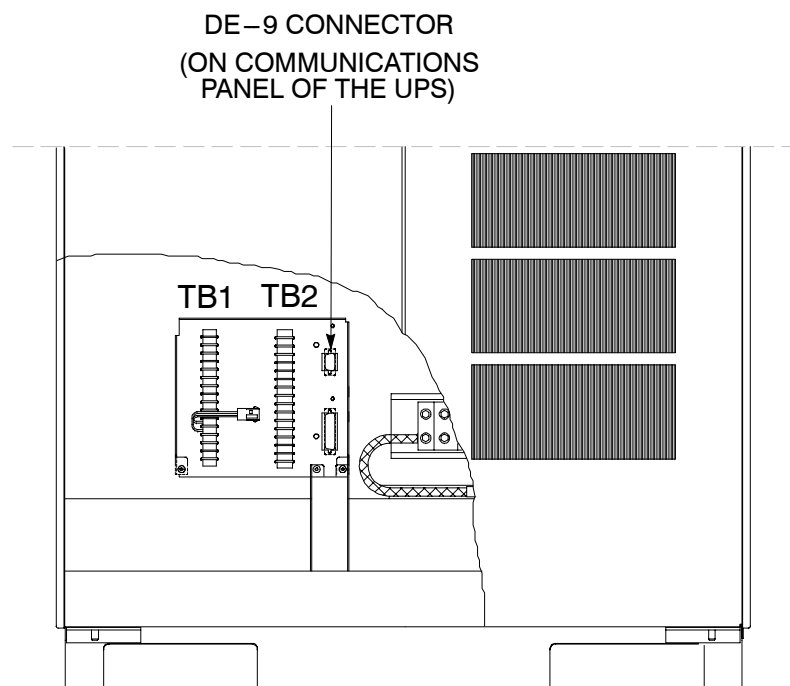 DE−9 CONNECTOR
(ON COMMUNICATIONS
PANEL OF THE UPS)
TB1 TB2